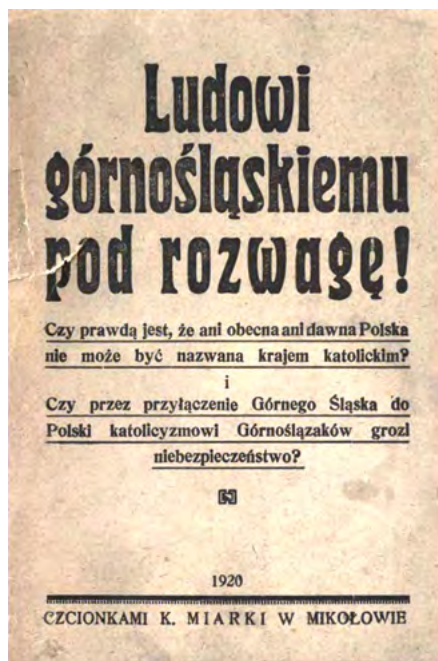 Ludowi
górnośląskiemu
pod rozwagę!
Czy prawdą jest, że ani obecna ani dawna Polska
nie może być nazwana krajem katolickim?
i
Czy przez przyłączenie Górnego Śląska do
Polski katolicyzmowi Górnoślązaków grozi
niebezpieczeństwo?
1920
CZCIONKAMI K. MIARKI W MIKOŁOWIE